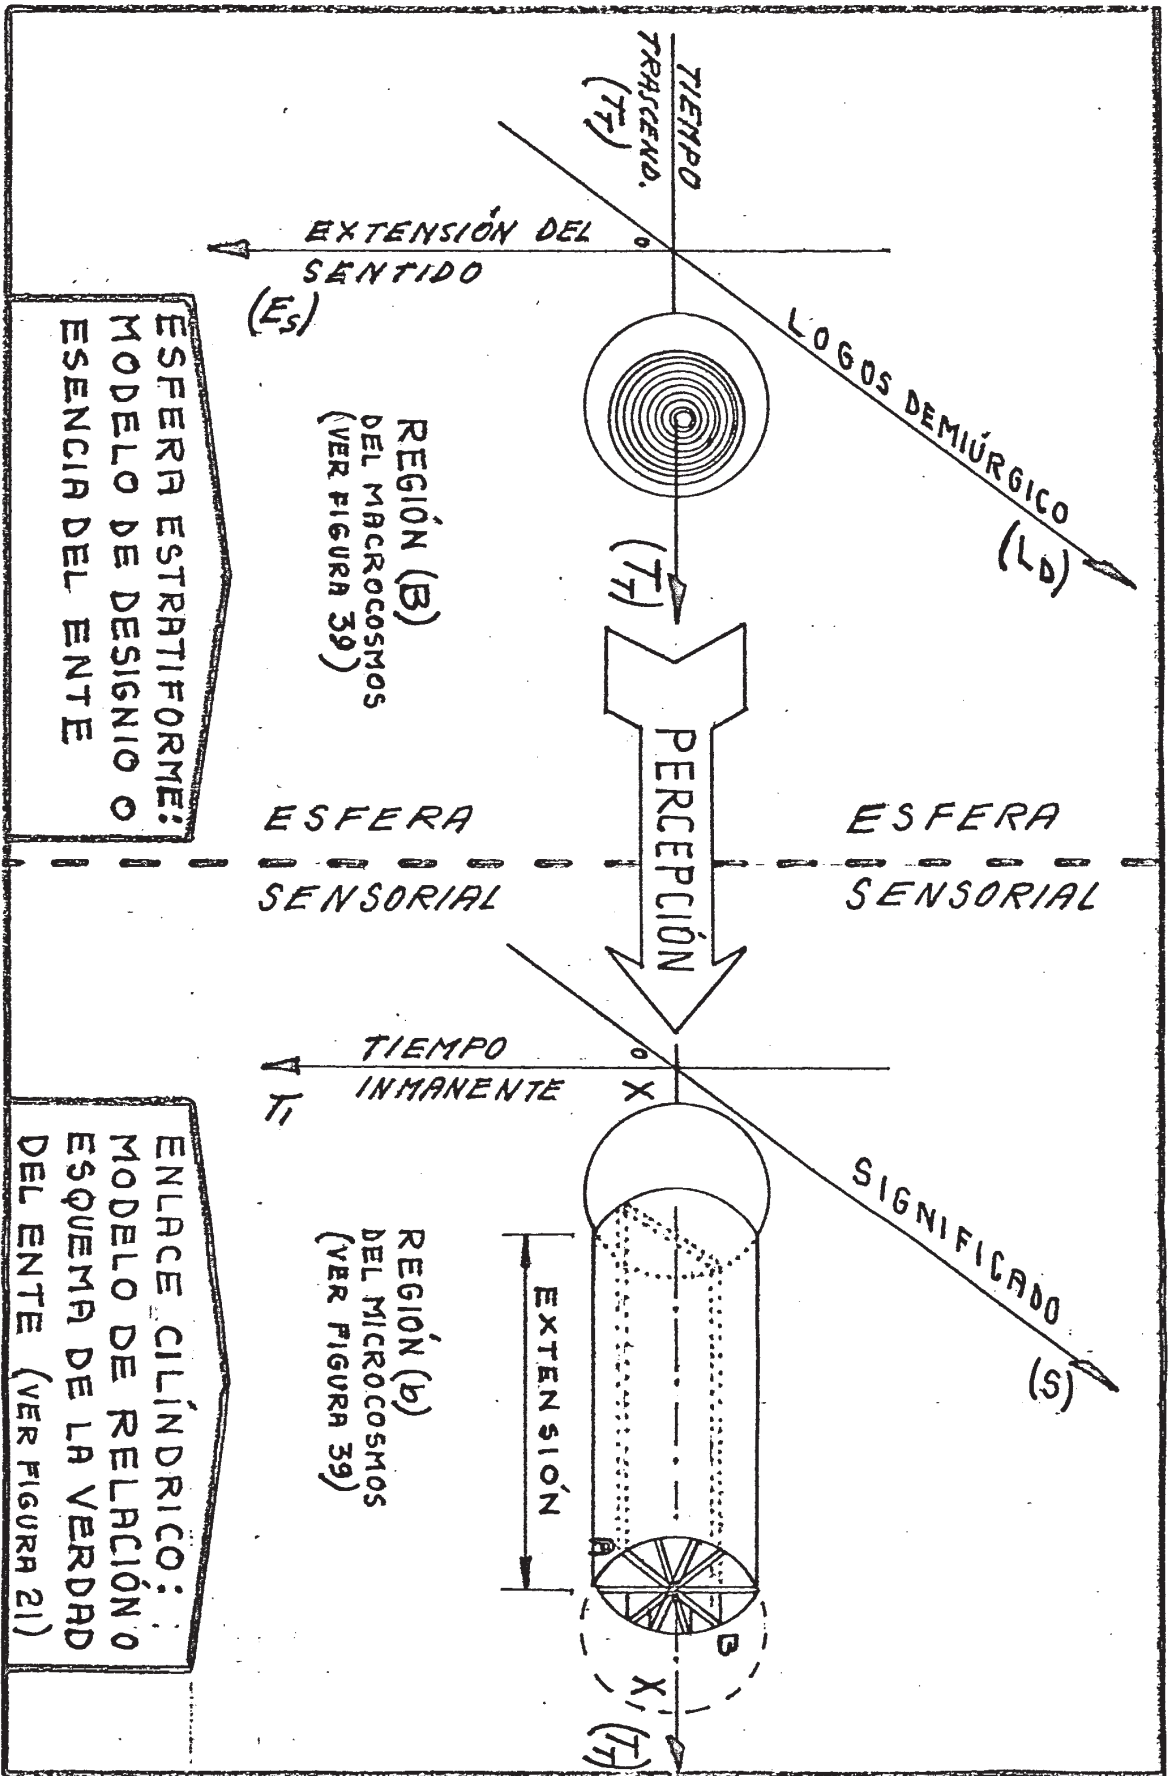 TIEMPO
TRASCEND.
(TT)
EXTENSIÓN DEL
SENTIDO
(ES)
o
LOGOS DEMIÚRGICO
(LD)
(TT)
REGIÓN (B)
DEL MACROCOSMOS
(VER FIGURA 39)
ESFERA ESTRATIFORME:
MODELO DE DESIGNIO O
ESENCIA DEL ENTE
PERCEPCIÓN
ESFERA
SENSORIAL
ESFERA
SENSORIAL
TIEMPO
INMANENTE
TI
o
X
SIGNIFICADO
(S)
EXTENSIÓN
A
B
X
(TT)
REGIÓN (b)
DEL MICROCOSMOS
(VER FIGURA 39)
ENLACE CILÍNDRICO:
MODELO DE RELACIÓN O
ESQUEMA DE LA VERDAD
DEL ENTE (VER FIGURA 21)